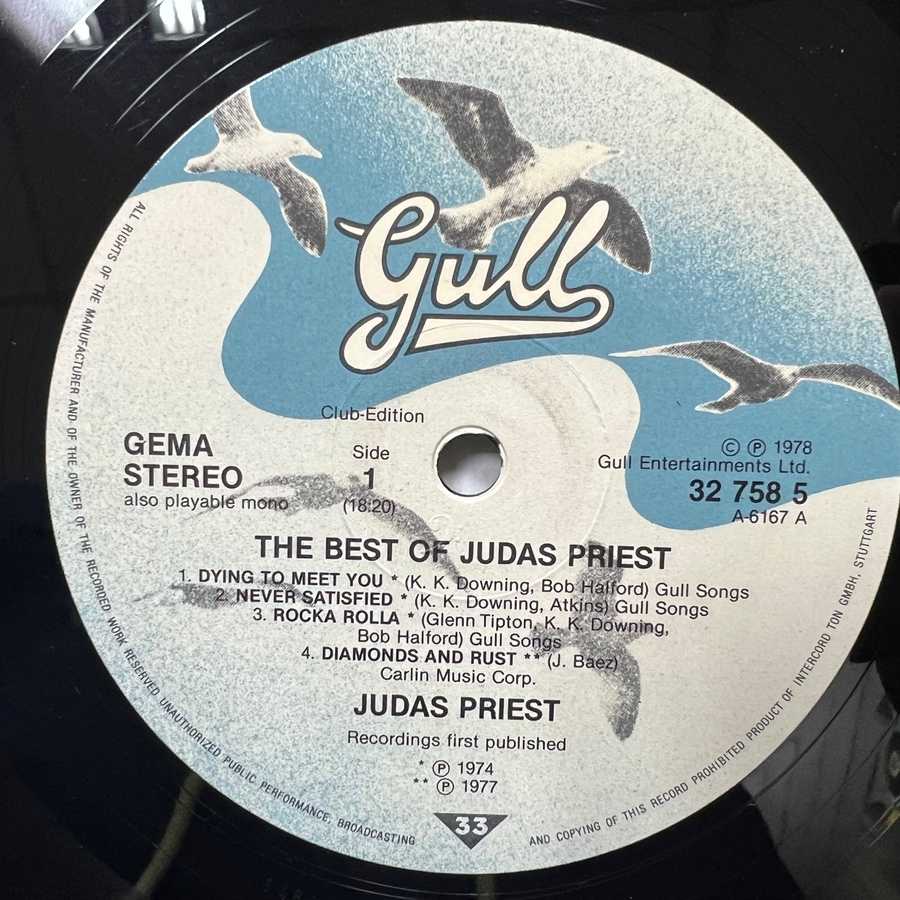 Gull
Club-Edition
GEMA
STEREO
also playable mono
Side
1
(18:20)
© ℗ 1978
Gull Entertainments Ltd.
32 758 5
A-6167 A
THE BEST OF JUDAS PRIEST
1. DYING TO MEET YOU * (K. K. Downing, Bob Halford) Gull Songs
2. NEVER SATISFIED * (K. K. Downing, Atkins) Gull Songs
3. ROCKA ROLLA * (Glenn Tipton, K. K. Downing,
Bob Halford) Gull Songs
4. DIAMONDS AND RUST ** (J. Baez)
Carlin Music Corp.
JUDAS PRIEST
Recordings first published
* ℗ 1974
** ℗ 1977
33
ALL RIGHTS OF THE MANUFACTURER AND OF THE OWNER OF THE RECORDED WORK RESERVED UNAUTHORIZED PUBLIC PERFORMANCE, BROADCASTING
AND COPYING OF THIS RECORD PROHIBITED PRODUCT OF INTERCORD TON GMBH, STUTTGART